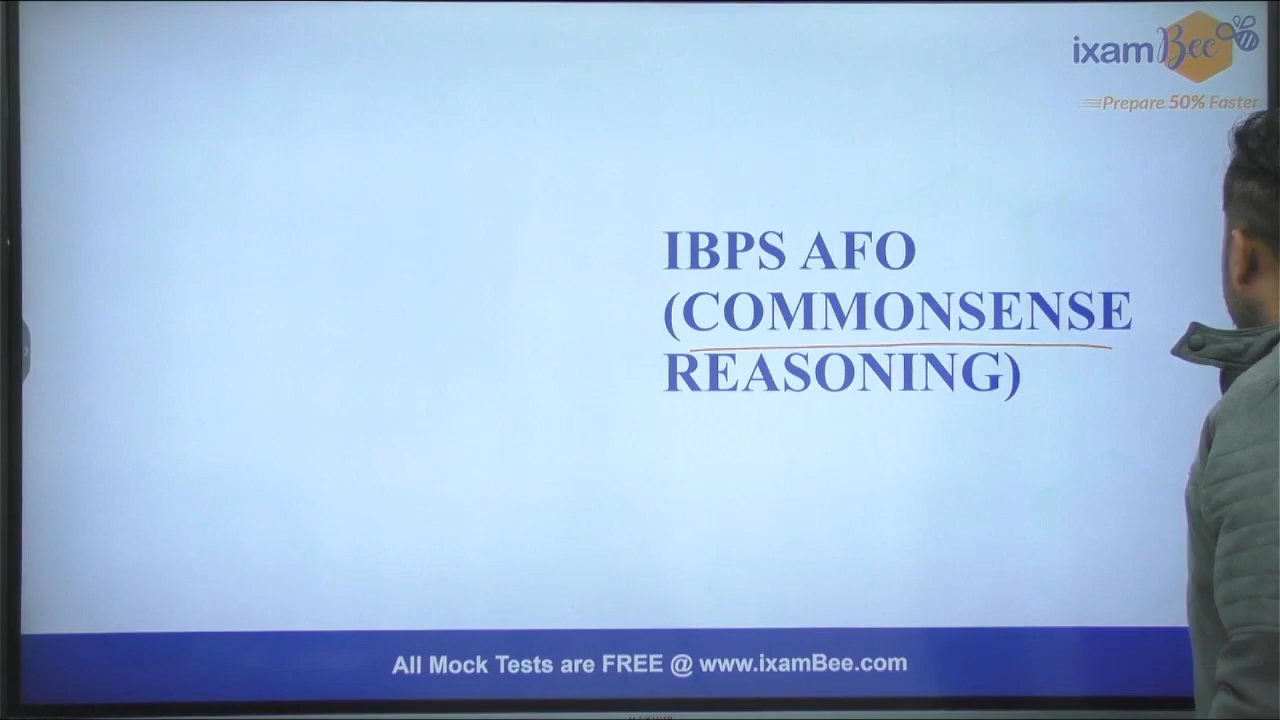 ixamBee
Prepare 50% Faster
IBPS AFO
(COMMONSENSE
REASONING)
All Mock Tests are FREE @ www.ixamBee.com